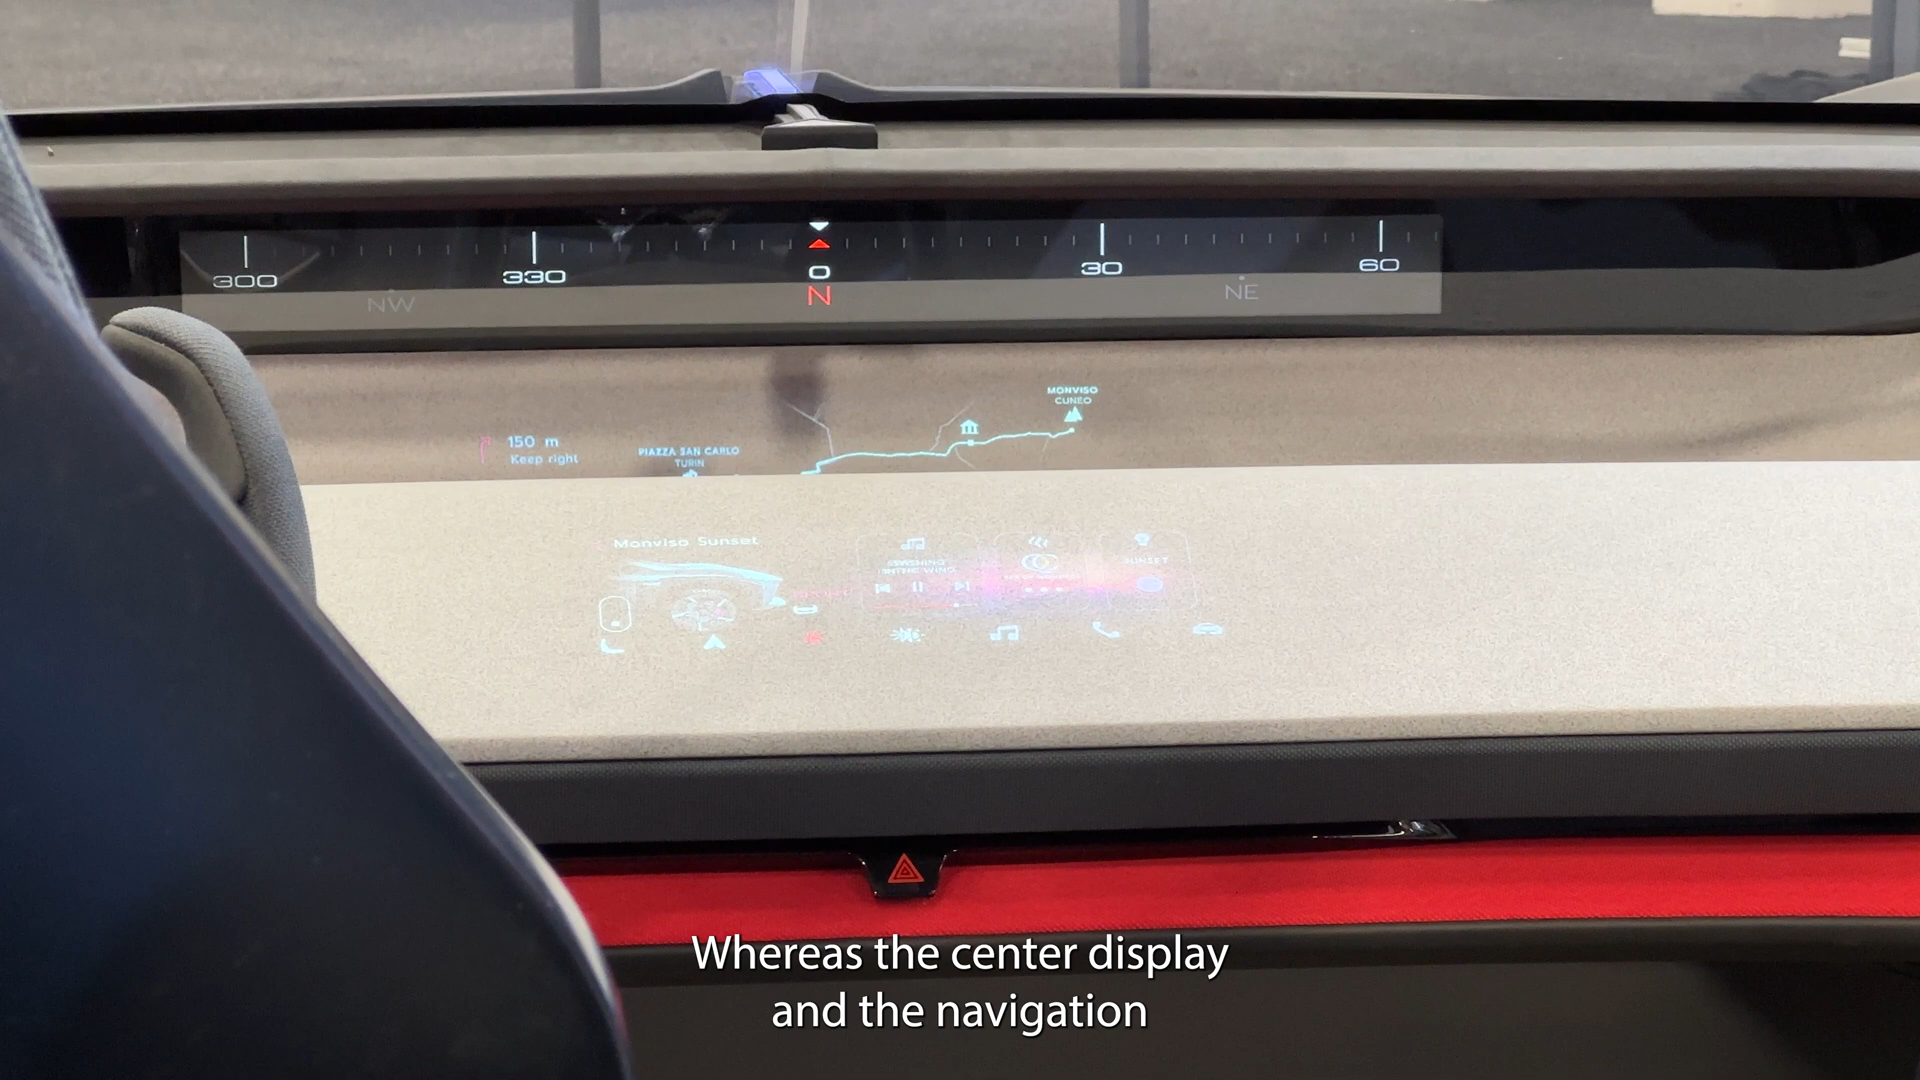 300 330 0 30 60
NW N NE
MONVISO
CUNEO
150 m
Keep right
PIAZZA SAN CARLO
TURIN
Monviso Sunset
SUNSET
Whereas the center display
and the navigation